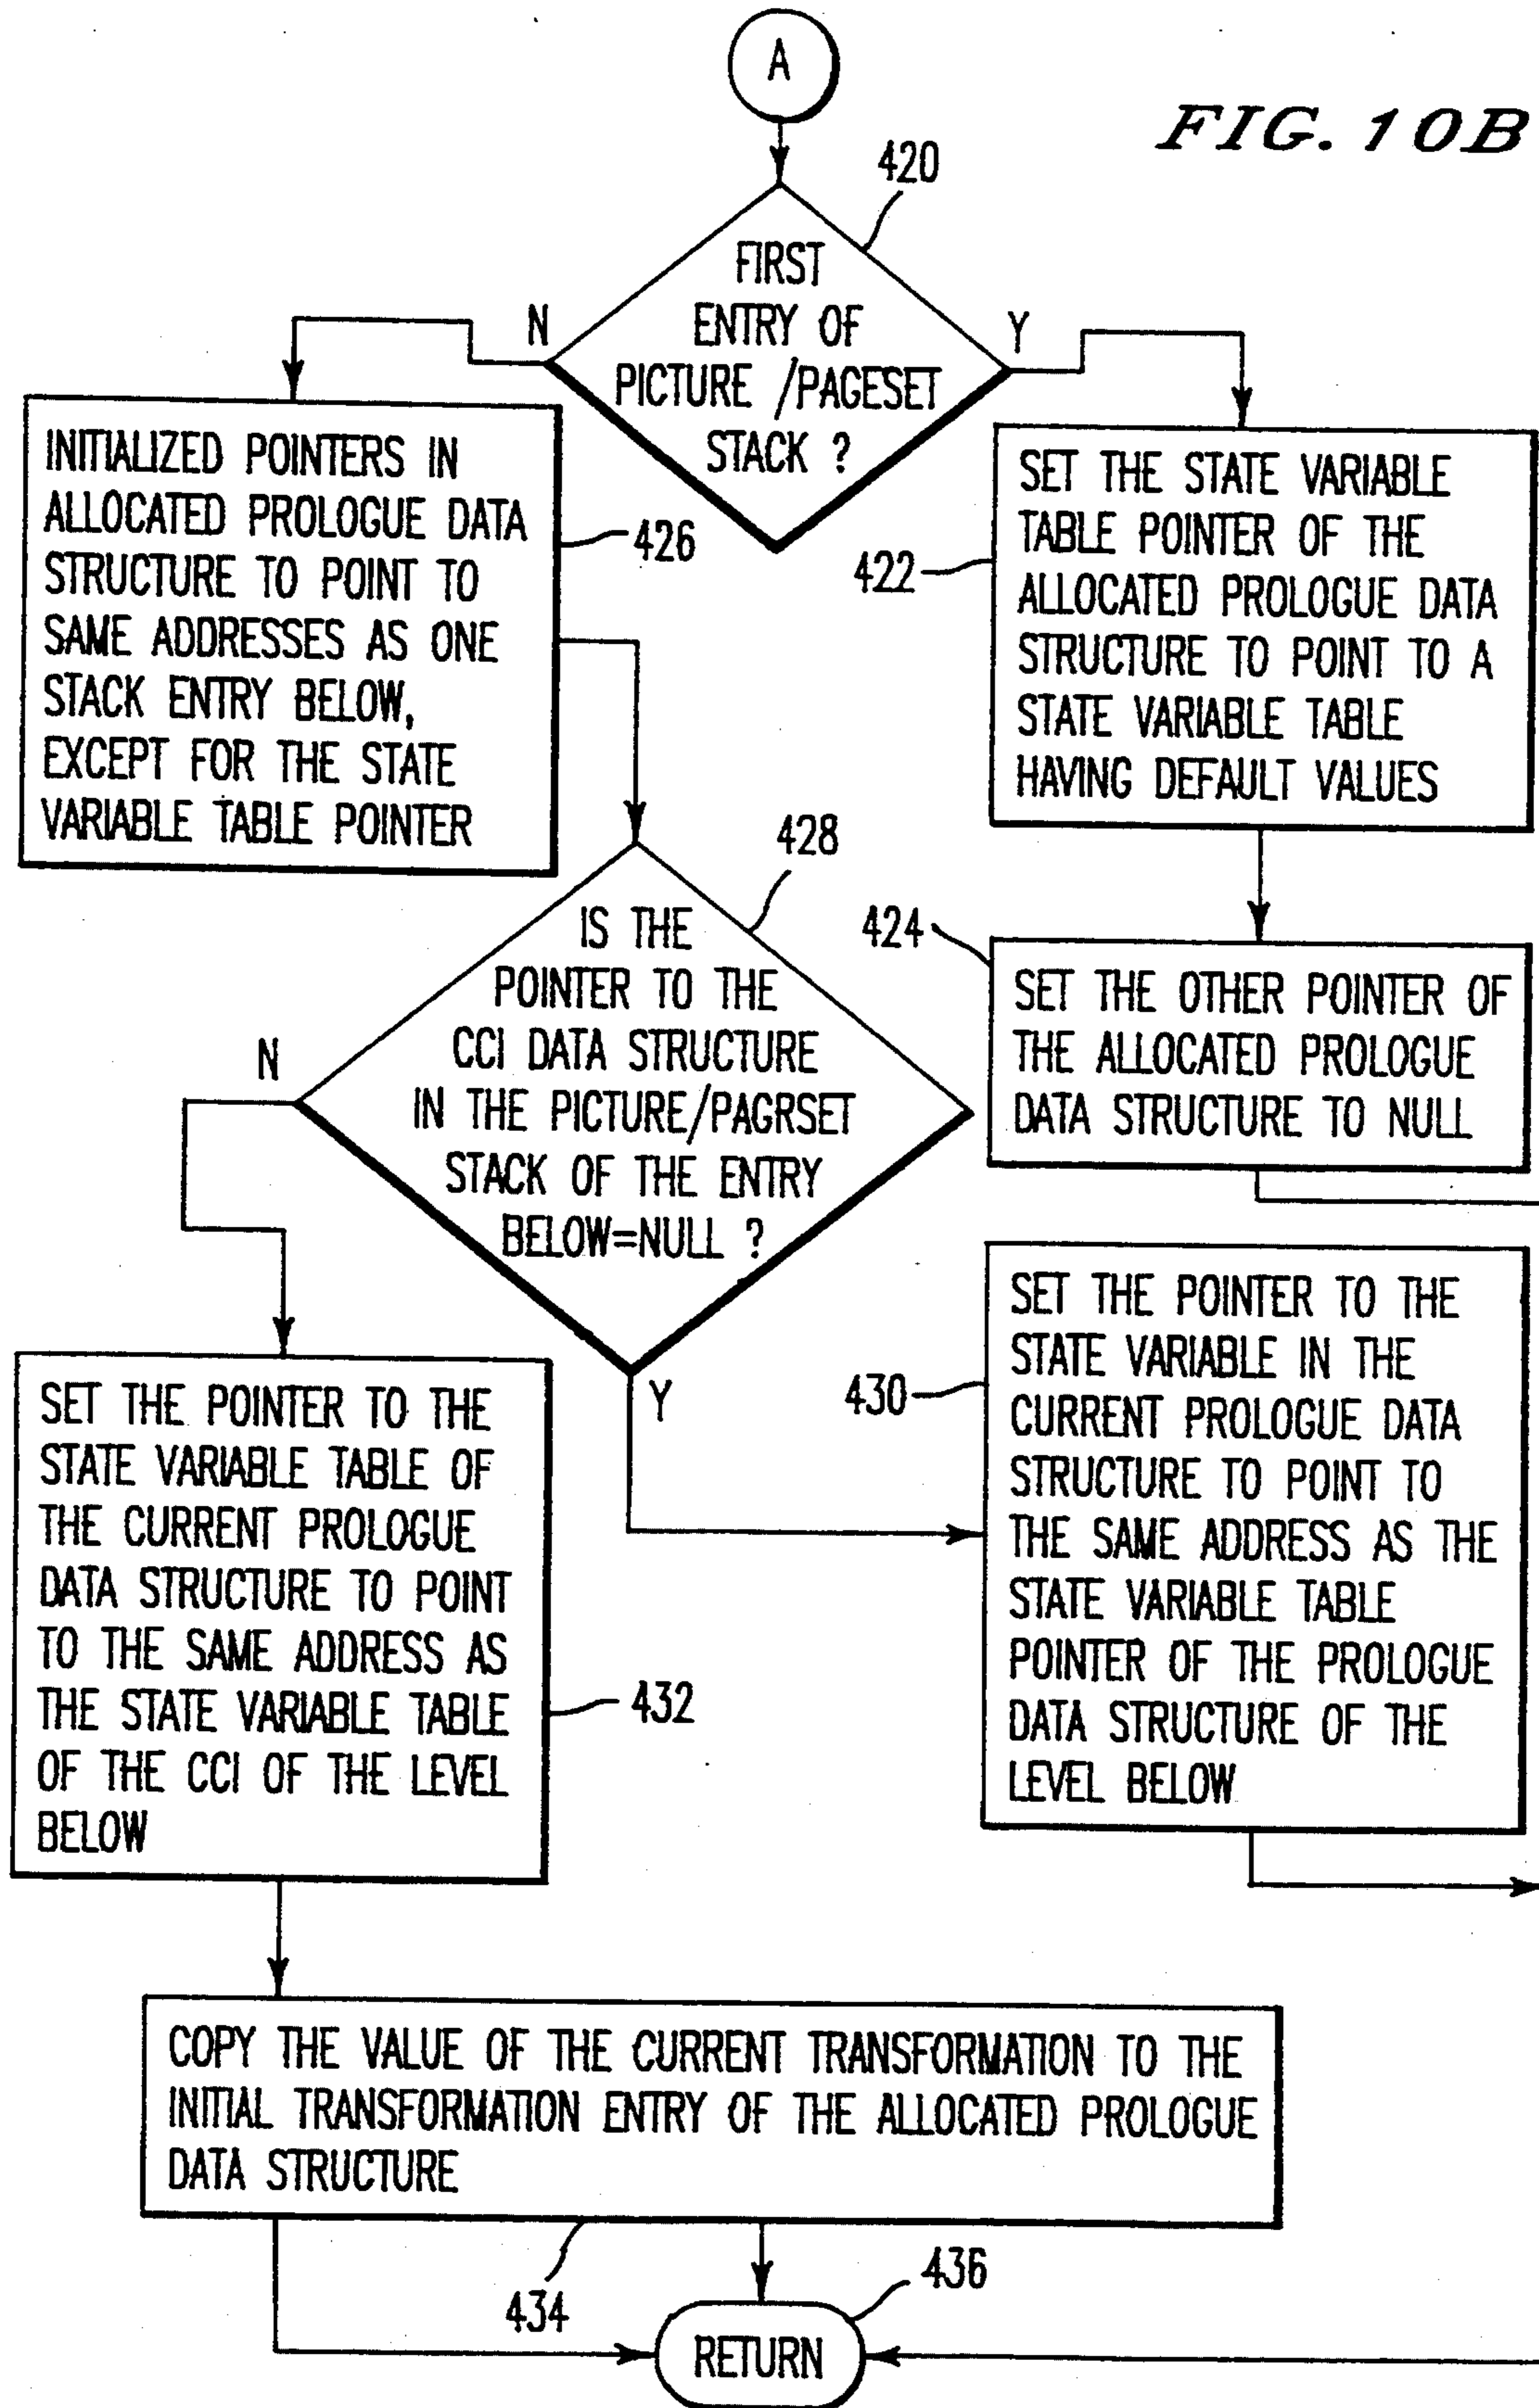 A
FIG. 10B
420
FIRST
ENTRY OF
PICTURE /PAGESET
STACK ?
N
Y
INITIALIZED POINTERS IN
ALLOCATED PROLOGUE DATA
STRUCTURE TO POINT TO
SAME ADDRESSES AS ONE
STACK ENTRY BELOW,
EXCEPT FOR THE STATE
VARIABLE TABLE POINTER
426
422
SET THE STATE VARIABLE
TABLE POINTER OF THE
ALLOCATED PROLOGUE DATA
STRUCTURE TO POINT TO A
STATE VARIABLE TABLE
HAVING DEFAULT VALUES
428
IS THE
POINTER TO THE
CCI DATA STRUCTURE
IN THE PICTURE/PAGRSET
STACK OF THE ENTRY
BELOW=NULL ?
N
Y
424
SET THE OTHER POINTER OF
THE ALLOCATED PROLOGUE
DATA STRUCTURE TO NULL
430
SET THE POINTER TO THE
STATE VARIABLE IN THE
CURRENT PROLOGUE DATA
STRUCTURE TO POINT TO
THE SAME ADDRESS AS THE
STATE VARIABLE TABLE
POINTER OF THE PROLOGUE
DATA STRUCTURE OF THE
LEVEL BELOW
SET THE POINTER TO THE
STATE VARIABLE TABLE OF
THE CURRENT PROLOGUE
DATA STRUCTURE TO POINT
TO THE SAME ADDRESS AS
THE STATE VARIABLE TABLE
OF THE CCI OF THE LEVEL
BELOW
432
COPY THE VALUE OF THE CURRENT TRANSFORMATION TO THE
INITIAL TRANSFORMATION ENTRY OF THE ALLOCATED PROLOGUE
DATA STRUCTURE
434
436
RETURN